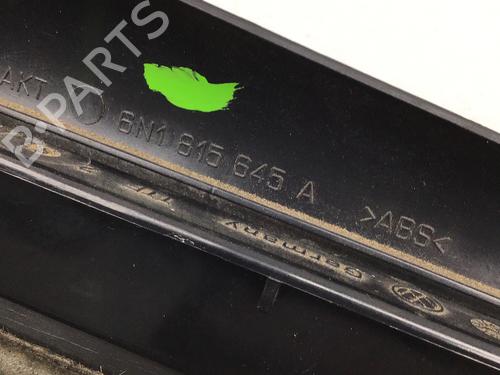 B-PARTS
AKT
6N1 815 645 A
>ABS<
Germany